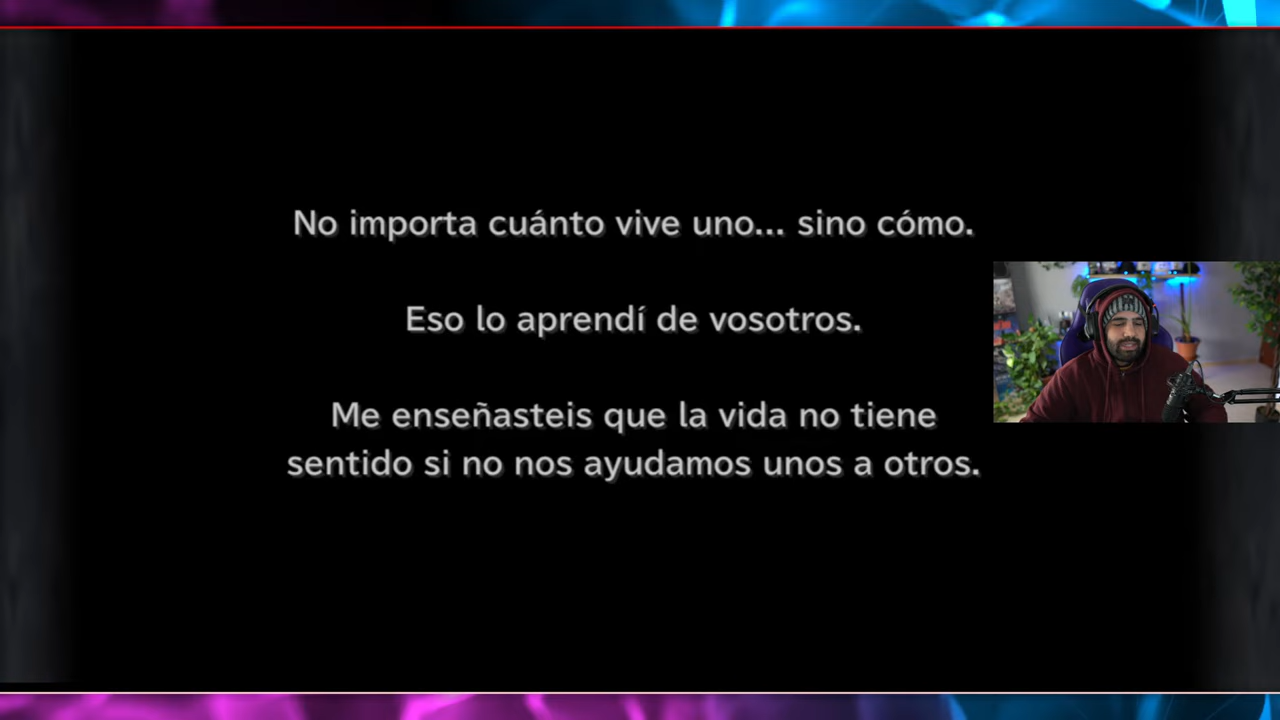 No importa cuánto vive uno... sino cómo.
Eso lo aprendí de vosotros.
Me enseñasteis que la vida no tiene
sentido si no nos ayudamos unos a otros.